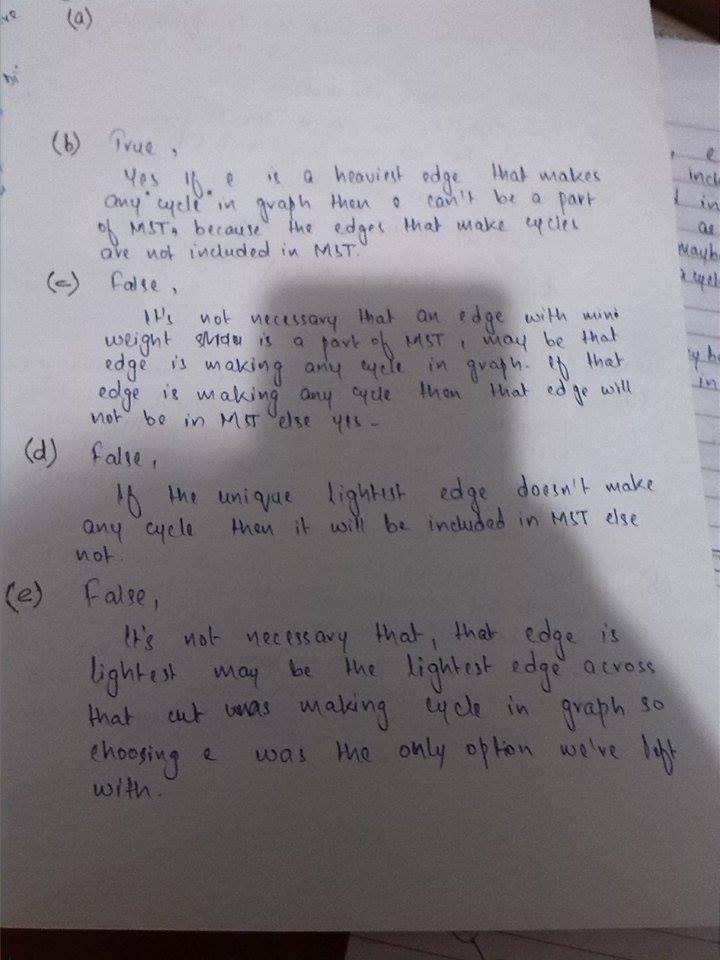 (a)
(b) True,
Yes If e is a heaviest edge that makes
any cycle in graph then e can't be a part
of MST, because the edges that make cycles
are not included in MST.
(c) False,
It's not necessary that an edge with mini
weight is a part of MST, may be that
edge is making any cycle in graph. If that
edge is making any cycle then that edge will
not be in MST else yes-
(d) False,
If the unique lightest edge doesn't make
any cycle then it will be included in MST else
not.
(e) False,
It's not necessary that, that edge is
lightest may be the lightest edge across
that cut was making cycle in graph so
choosing e was the only option we've left
with.
e
incl
in
as
mayb
a cycl
in